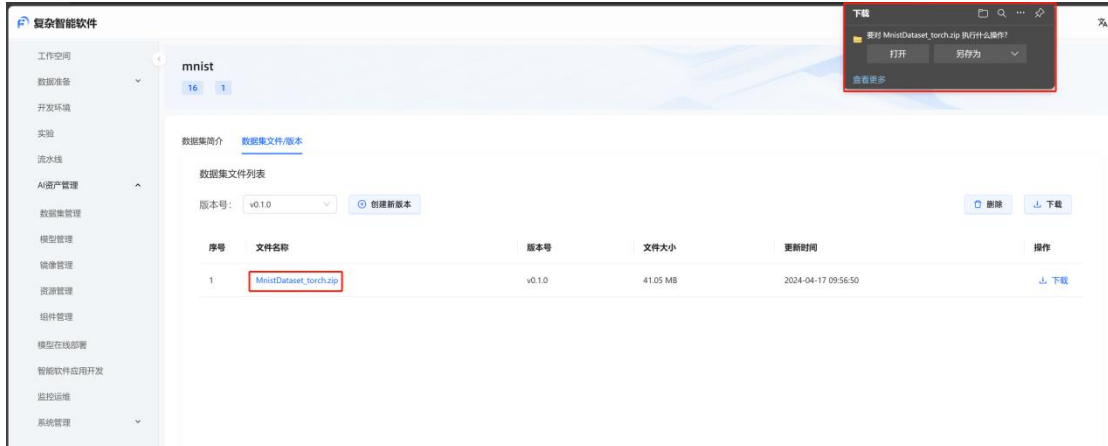 复杂智能软件
下载
要对 MnistDataset_torch.zip 执行什么操作?
打开 另存为
查看更多
工作空间
数据准备
开发环境
实验
流水线
AI资产管理
数据集管理
模型管理
镜像管理
资源管理
组件管理
模型在线部署
智能软件应用开发
监控运维
系统管理
mnist
16 1
数据集简介 数据集文件/版本
数据集文件列表
版本号: v0.1.0 创建新版本 删除 下载
序号 文件名称 版本号 文件大小 更新时间 操作
1 MnistDataset_torch.zip v0.1.0 41.05 MB 2024-04-17 09:56:50 下载